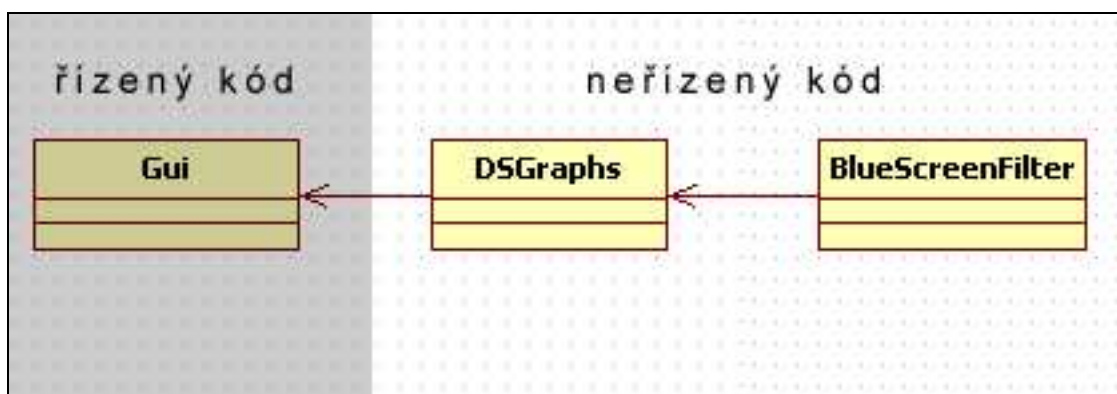 řízený kód
neřízený kód
Gui
DSGraphs
BlueScreenFilter